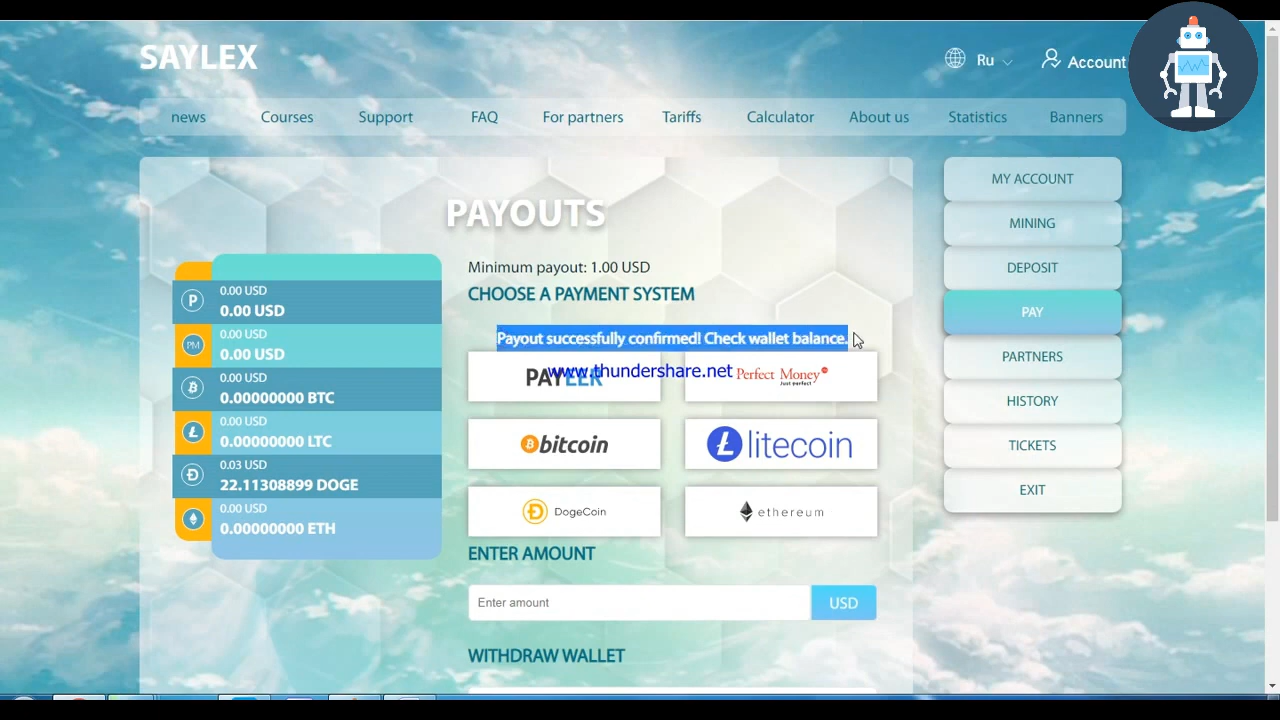 SAYLEX
Ru
Account
news Courses Support FAQ For partners Tariffs Calculator About us Statistics Banners
PAYOUTS
Minimum payout: 1.00 USD
CHOOSE A PAYMENT SYSTEM
Payout successfully confirmed! Check wallet balance.
PAYEER
www.thundershare.net
Perfect Money
Just perfect
bitcoin
litecoin
DogeCoin
ethereum
ENTER AMOUNT
Enter amount
USD
WITHDRAW WALLET
P
0.00 USD
0.00 USD
PM
0.00 USD
0.00 USD
0.00 USD
0.00000000 BTC
0.00 USD
0.00000000 LTC
0.03 USD
22.11308899 DOGE
0.00 USD
0.00000000 ETH
MY ACCOUNT
MINING
DEPOSIT
PAY
PARTNERS
HISTORY
TICKETS
EXIT